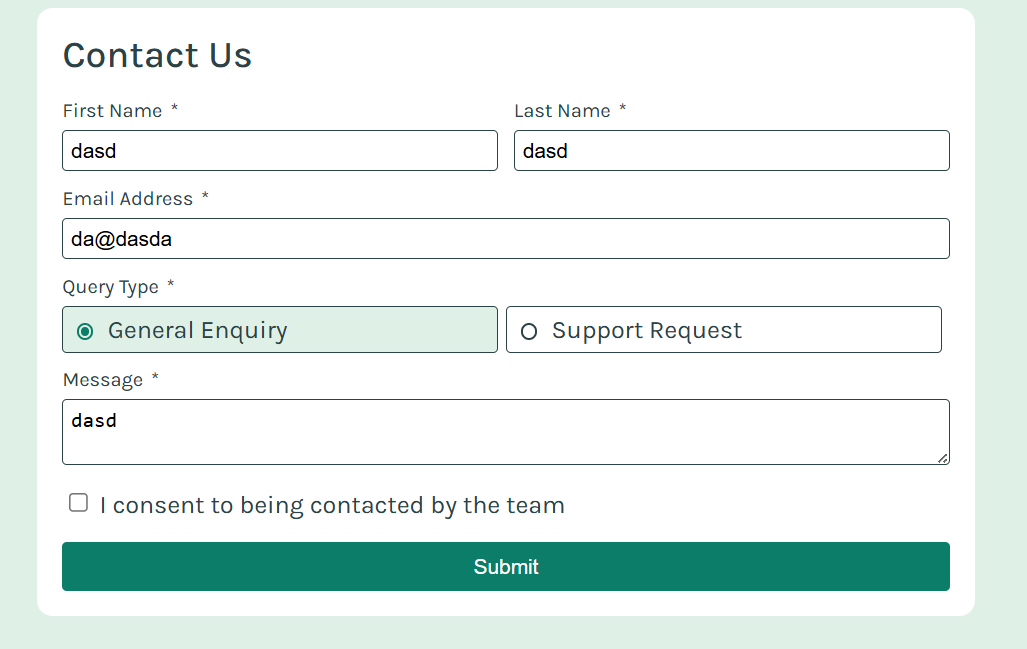 Contact Us
First Name * Last Name *
dasd dasd
Email Address *
da@dasda
Query Type *
General Enquiry Support Request
Message *
dasd
I consent to being contacted by the team
Submit